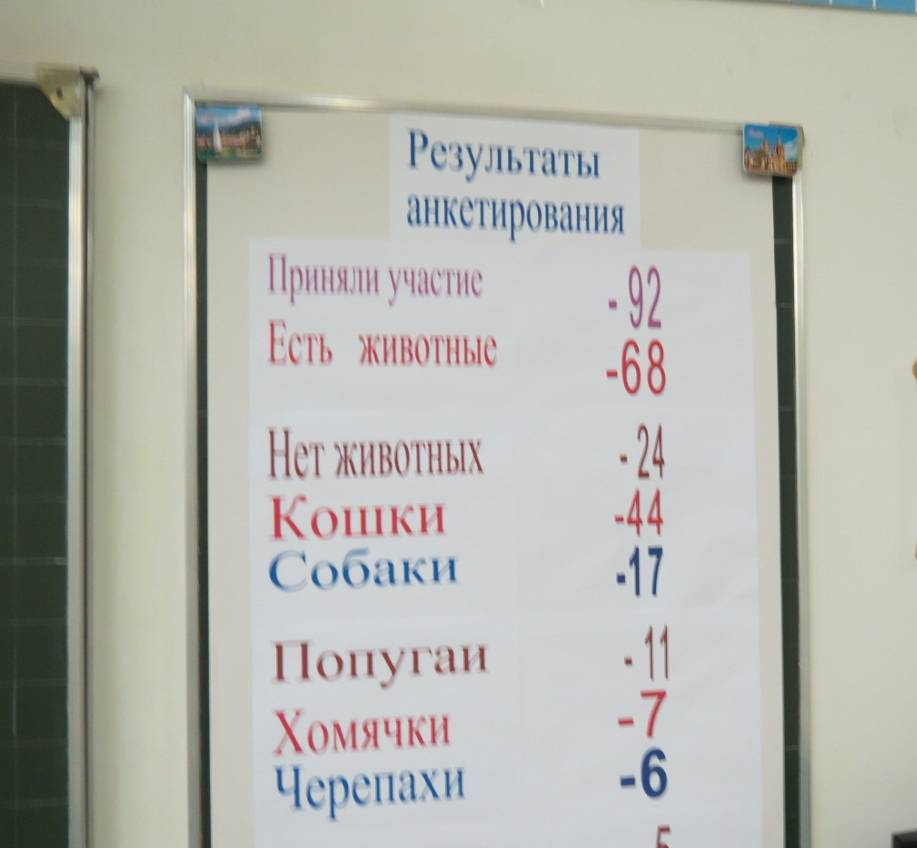 Результаты
анкетирования
Приняли участие - 92
Есть животные -68
Нет животных - 24
Кошки -44
Собаки -17
Попугаи - 11
Хомячки -7
Черепахи -6